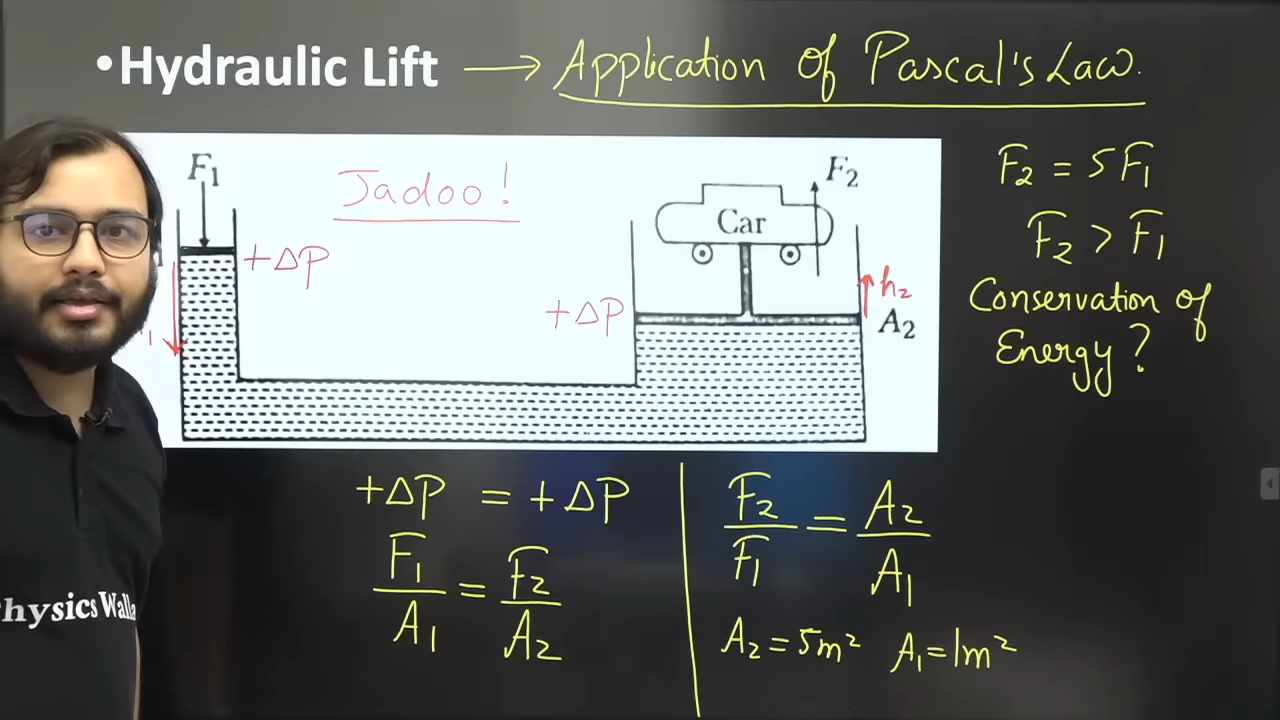 •Hydraulic Lift → Application of Pascal's Law.
F₁
Jadoo!
+ΔP
Car
F₂
+ΔP
h₂
A₂
F₂ = 5F₁
F₂ > F₁
Conservation of
Energy?
+ΔP = +ΔP
F₁/A₁ = F₂/A₂
F₂/F₁ = A₂/A₁
A₂ = 5m² A₁ = 1m²
hysics Walla